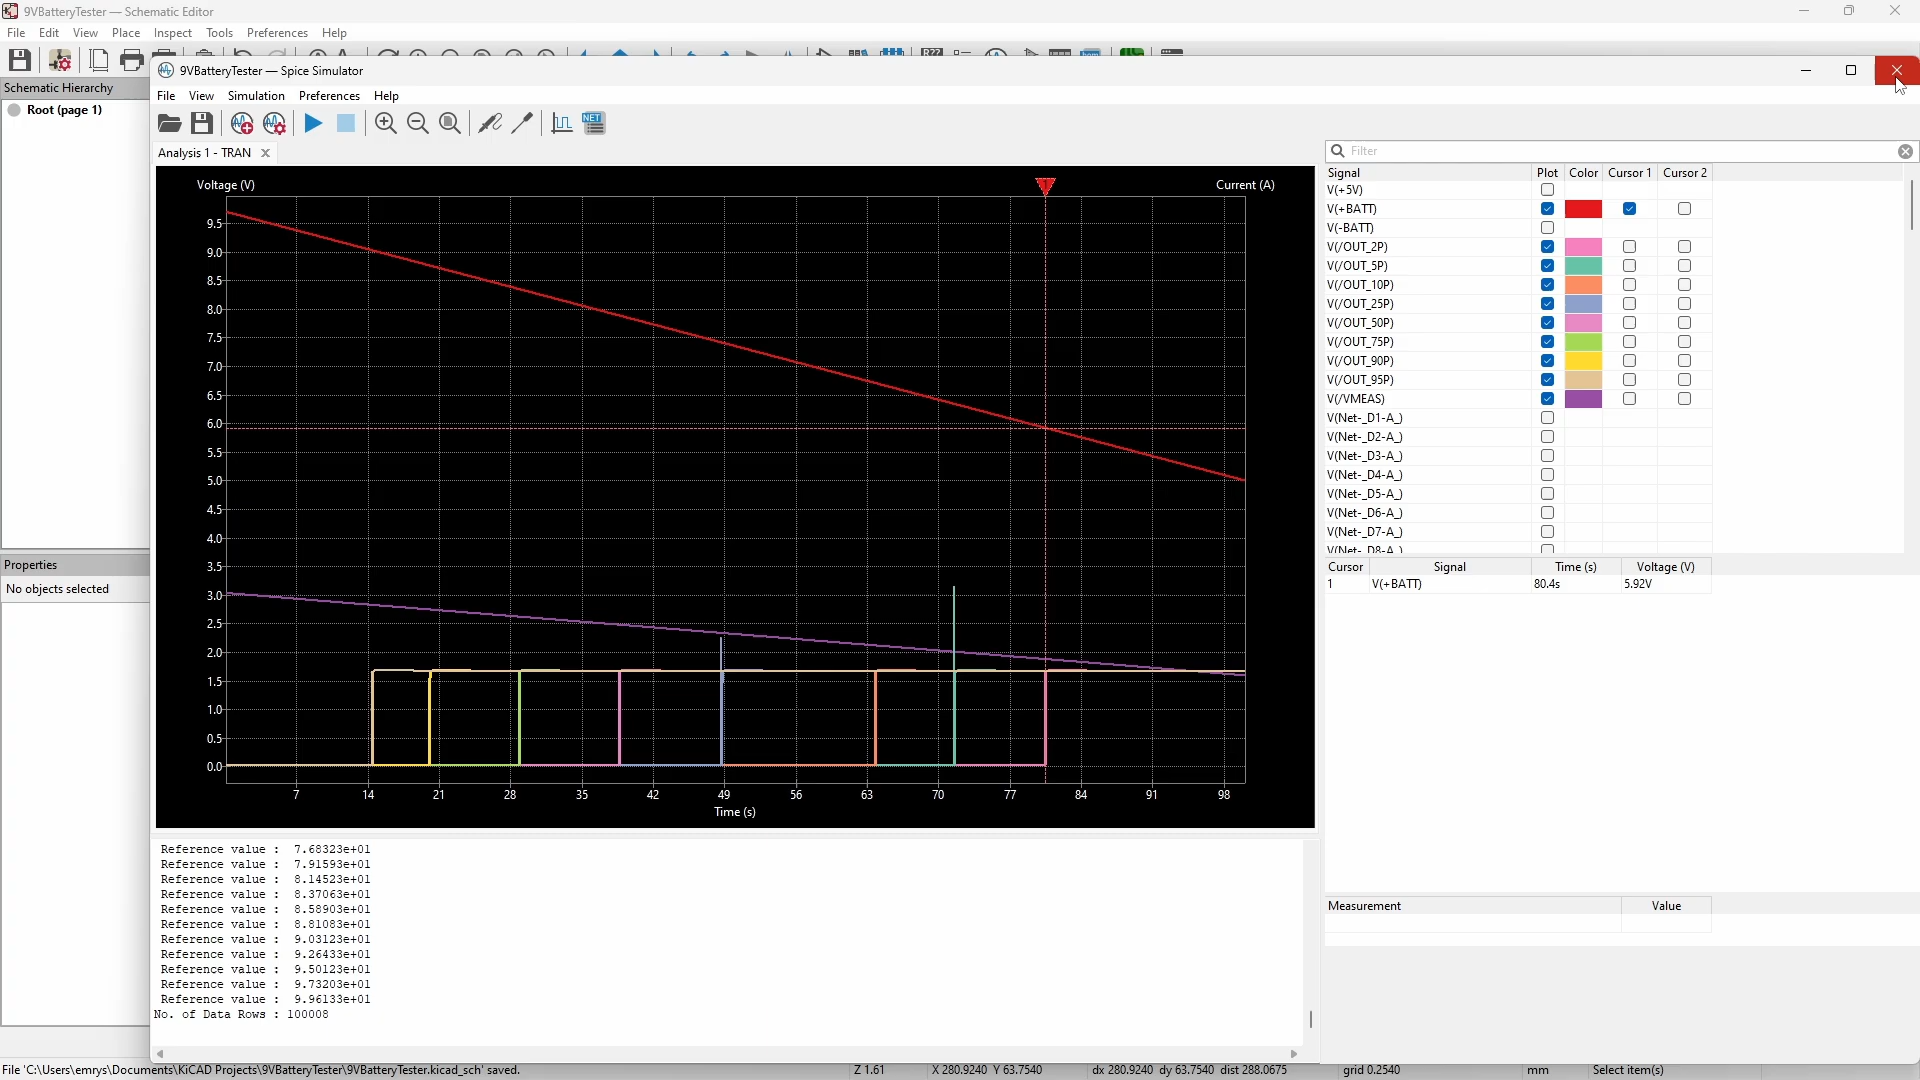 9VBatteryTester — Schematic Editor
File Edit View Place Inspect Tools Preferences Help
R??
Schematic Hierarchy
Root (page 1)
Properties
No objects selected
9VBatteryTester — Spice Simulator
File View Simulation Preferences Help
NET
Analysis 1 - TRAN
Voltage (V)
Current (A)
9.5
9.0
8.5
8.0
7.5
7.0
6.5
6.0
5.5
5.0
4.5
4.0
3.5
3.0
2.5
2.0
1.5
1.0
0.5
0.0
7 14 21 28 35 42 49 56 63 70 77 84 91 98
Time (s)
Filter
Signal Plot Color Cursor 1 Cursor 2
V(+5V)
V(+BATT)
V(-BATT)
V(/OUT_2P)
V(/OUT_5P)
V(/OUT_10P)
V(/OUT_25P)
V(/OUT_50P)
V(/OUT_75P)
V(/OUT_90P)
V(/OUT_95P)
V(/VMEAS)
V(Net-_D1-A_)
V(Net-_D2-A_)
V(Net-_D3-A_)
V(Net-_D4-A_)
V(Net-_D5-A_)
V(Net-_D6-A_)
V(Net-_D7-A_)
V(Net-_D8-A_)
Cursor Signal Time (s) Voltage (V)
1 V(+BATT) 80.4s 5.92V
Measurement Value
Reference value : 7.68323e+01
Reference value : 7.91593e+01
Reference value : 8.14523e+01
Reference value : 8.37063e+01
Reference value : 8.58903e+01
Reference value : 8.81083e+01
Reference value : 9.03123e+01
Reference value : 9.26433e+01
Reference value : 9.50123e+01
Reference value : 9.73203e+01
Reference value : 9.96133e+01
No. of Data Rows : 100008
File 'C:\Users\emrys\Documents\KiCAD Projects\9VBatteryTester\9VBatteryTester.kicad_sch' saved. Z 1.61 X 280.9240 Y 63.7540 dx 280.9240 dy 63.7540 dist 288.0675 grid 0.2540 mm Select item(s)